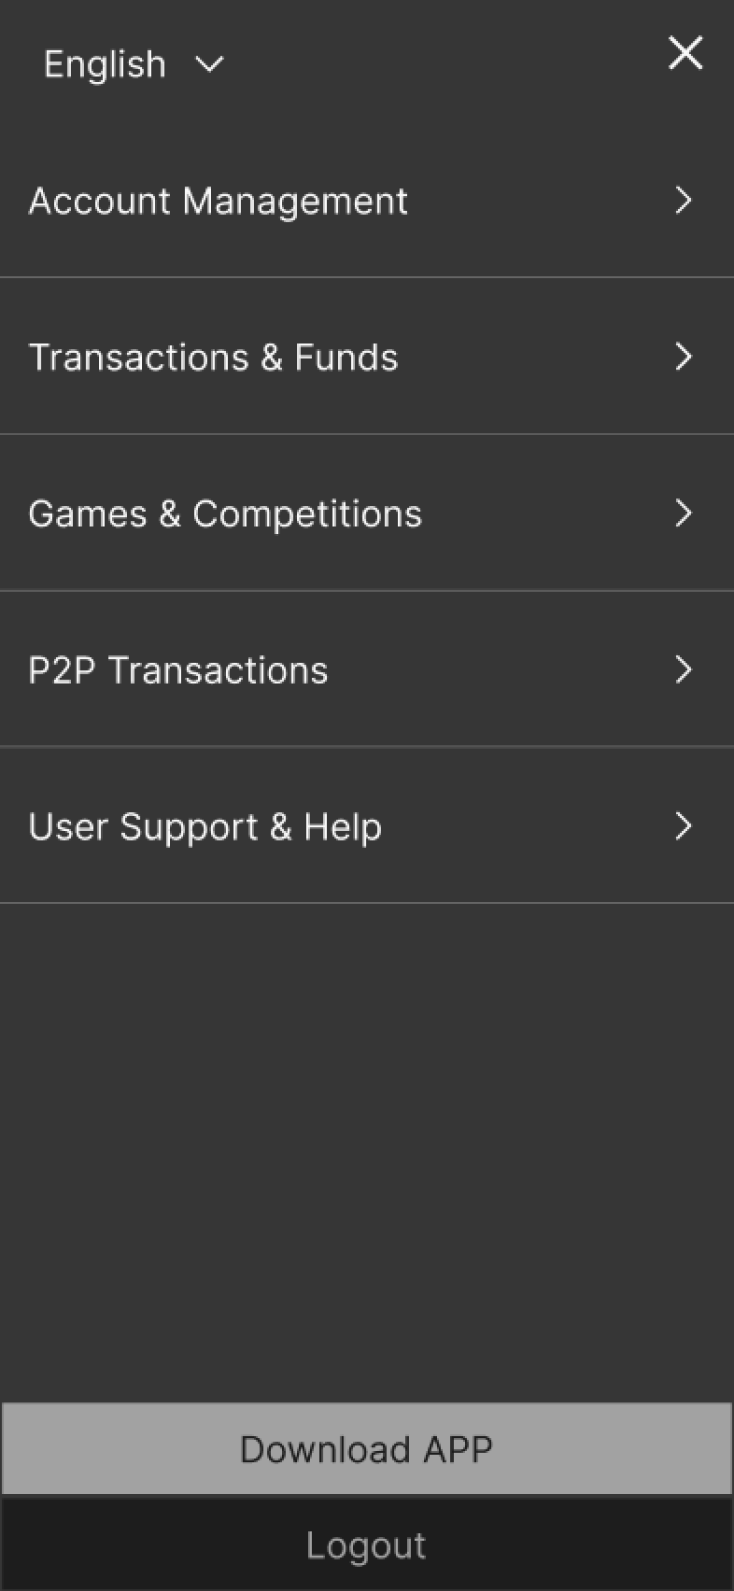 English
Account Management
Transactions & Funds
Games & Competitions
P2P Transactions
User Support & Help
Download APP
Logout